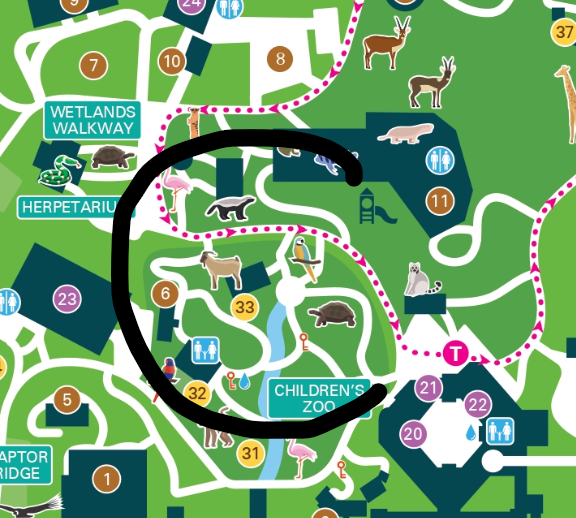 9
24
37
7
10
8
WETLANDS
WALKWAY
11
HERPETARIU
23
6
33
T
CHILDREN'S
ZOO
32
5
21
22
20
31
APTOR
RIDGE
1